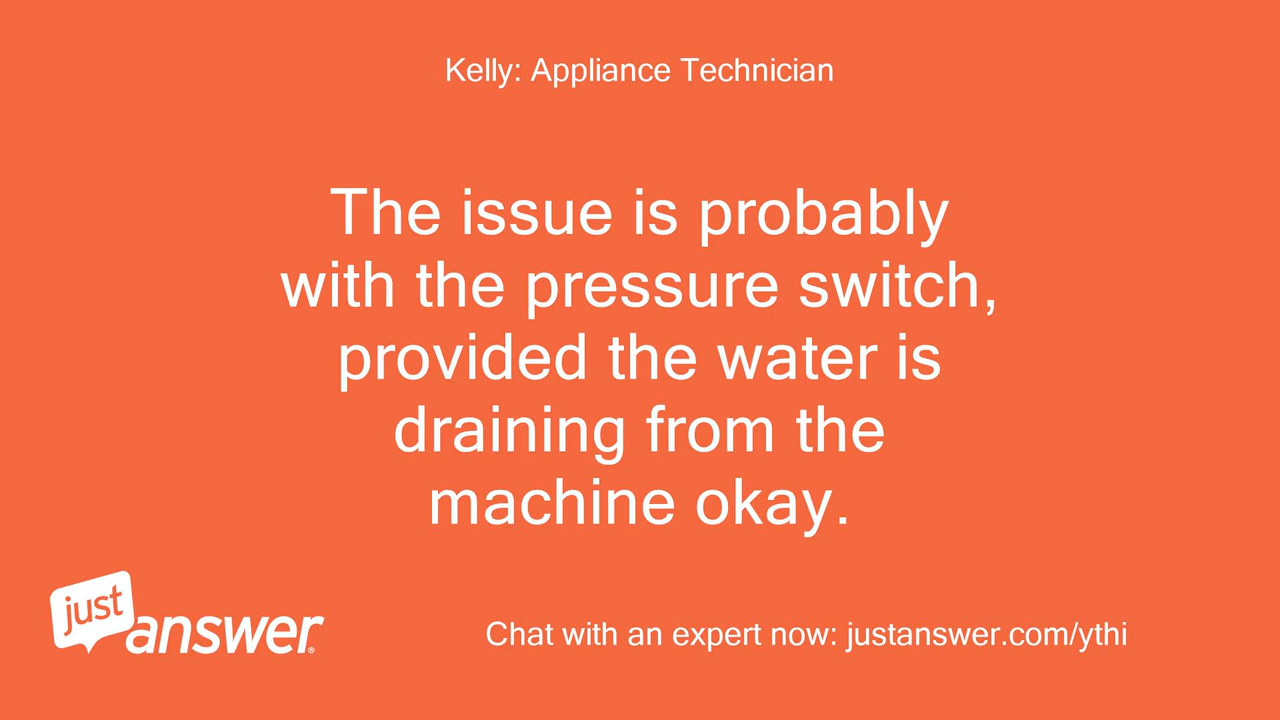 Kelly: Appliance Technician
The issue is probably
with the pressure switch,
provided the water is
draining from the
machine okay.
just
answer®
Chat with an expert now: justanswer.com/ythi